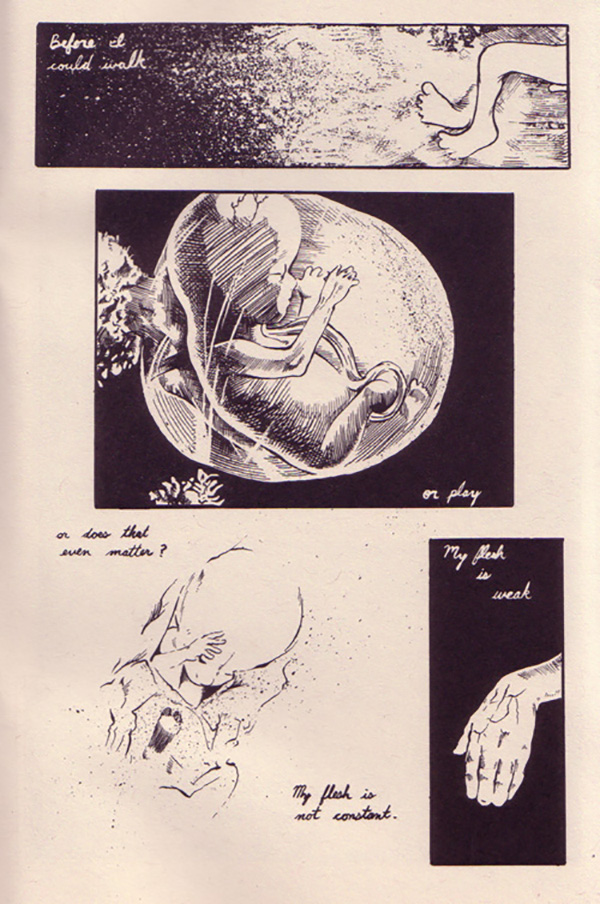 Before it
could walk
or play
or does that
even matter?
My flesh is
not constant.
My flesh
is
weak